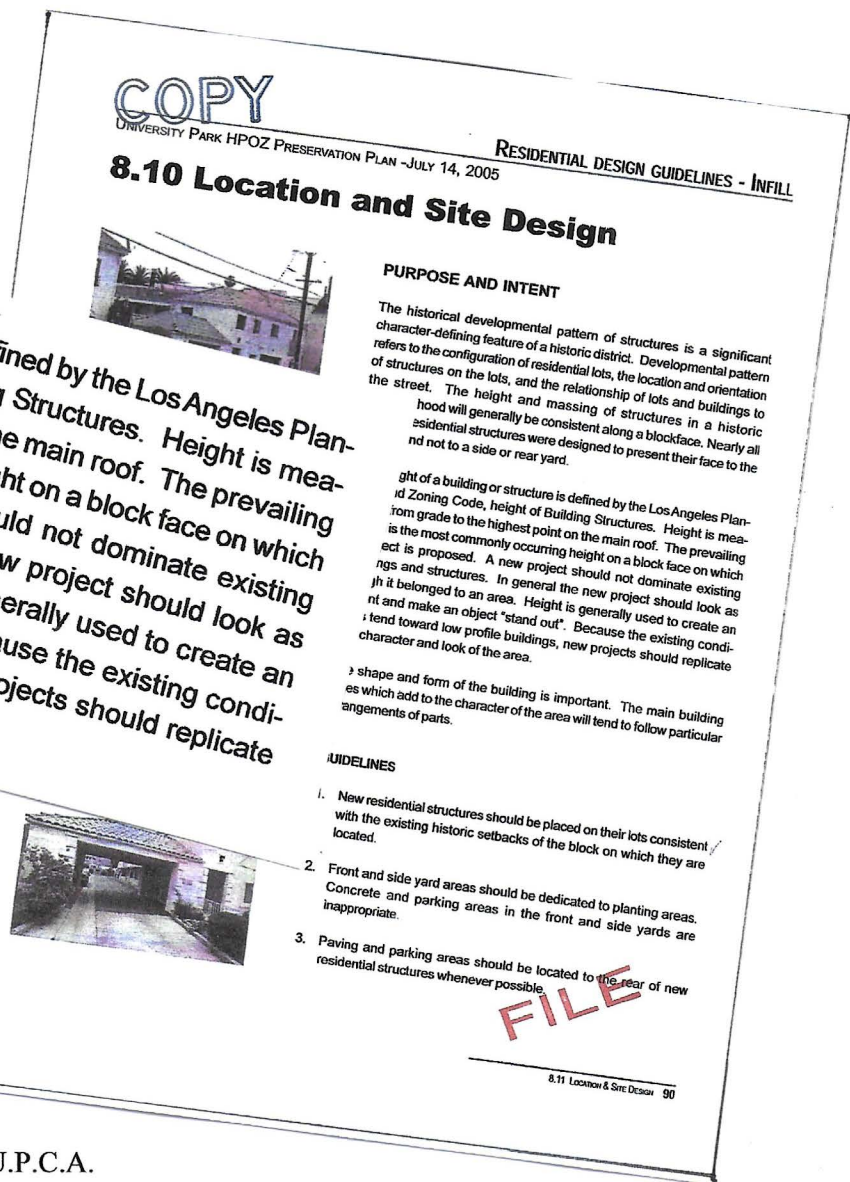 COPY
UNIVERSITY PARK HPOZ PRESERVATION PLAN -JULY 14, 2005
RESIDENTIAL DESIGN GUIDELINES - INFILL
8.10 Location and Site Design
PURPOSE AND INTENT
The historical developmental pattern of structures is a significant
character-defining feature of a historic district. Developmental pattern
refers to the configuration of residential lots, the location and orientation
of structures on the lots, and the relationship of lots and buildings to
the street. The height and massing of structures in a historic
hood will generally be consistent along a blockface. Nearly all
esidential structures were designed to present their face to the
nd not to a side or rear yard.
ght of a building or structure is defined by the Los Angeles Plan-
d Zoning Code, height of Building Structures. Height is mea-
from grade to the highest point on the main roof. The prevailing
is the most commonly occurring height on a block face on which
ect is proposed. A new project should not dominate existing
ngs and structures. In general the new project should look as
gh it belonged to an area. Height is generally used to create an
nt and make an object "stand out". Because the existing condi-
s tend toward low profile buildings, new projects should replicate
character and look of the area.
e shape and form of the building is important. The main building
es which add to the character of the area will tend to follow particular
angements of parts.
fined by the Los Angeles Plan-
g Structures. Height is mea-
he main roof. The prevailing
ght on a block face on which
uld not dominate existing
w project should look as
erally used to create an
ause the existing condi-
ojects should replicate
UIDELINES
1. New residential structures should be placed on their lots consistent
with the existing historic setbacks of the block on which they are
located.
2. Front and side yard areas should be dedicated to planting areas.
Concrete and parking areas in the front and side yards are
inappropriate.
3. Paving and parking areas should be located to the rear of new
residential structures whenever possible.
FILE
8.11 LOCATION & SITE DESIGN 90
U.P.C.A.